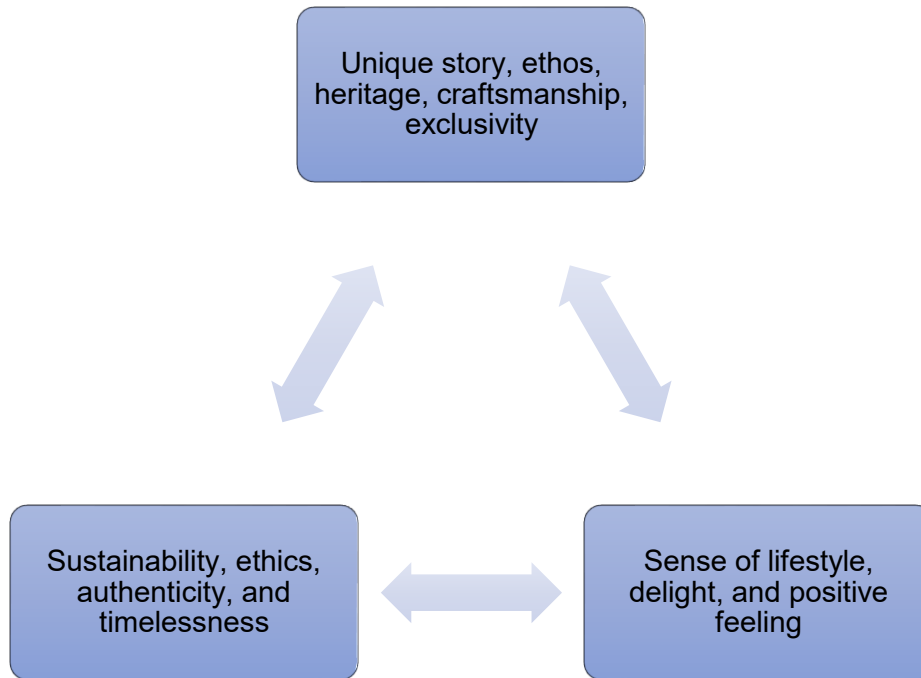 Unique story, ethos,
heritage, craftsmanship,
exclusivity
Sustainability, ethics,
authenticity, and
timelessness
Sense of lifestyle,
delight, and positive
feeling